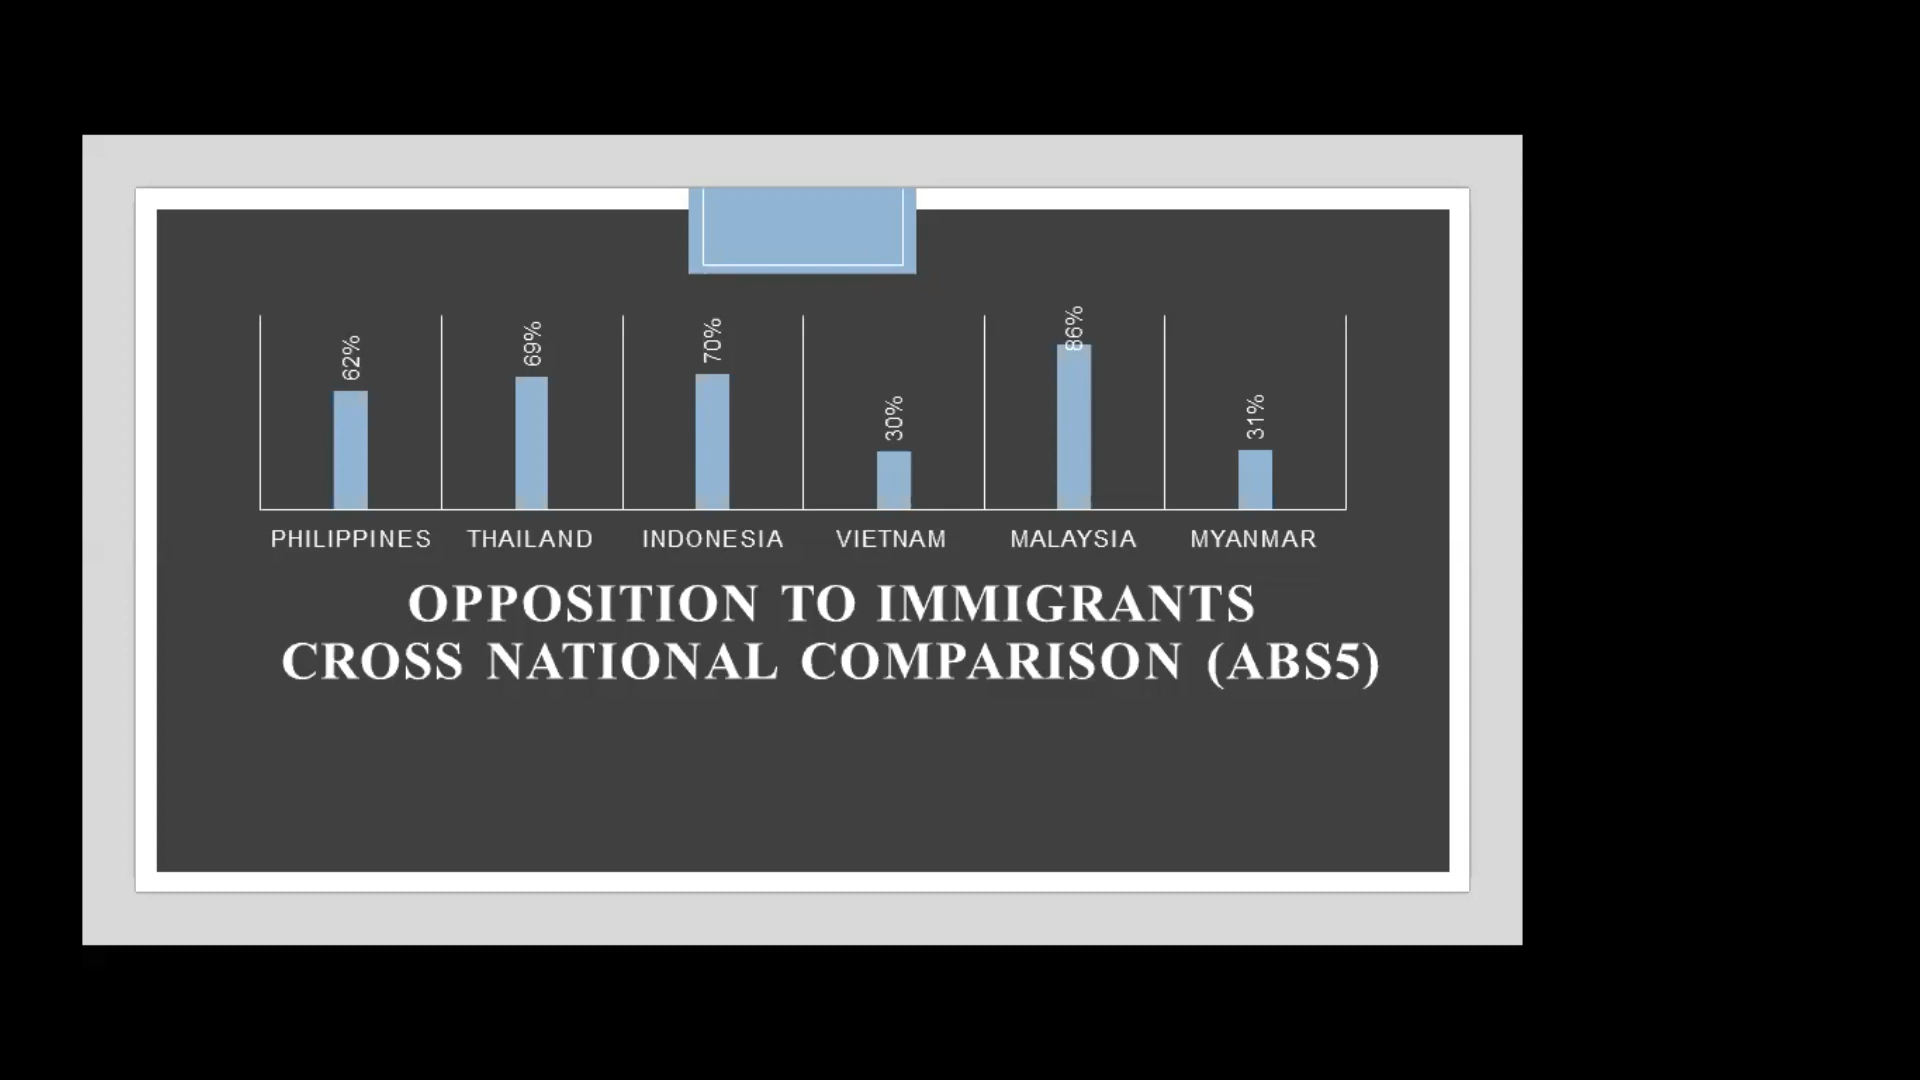 62%
69%
70%
30%
86%
31%
PHILIPPINES
THAILAND
INDONESIA
VIETNAM
MALAYSIA
MYANMAR
OPPOSITION TO IMMIGRANTS
CROSS NATIONAL COMPARISON (ABS5)